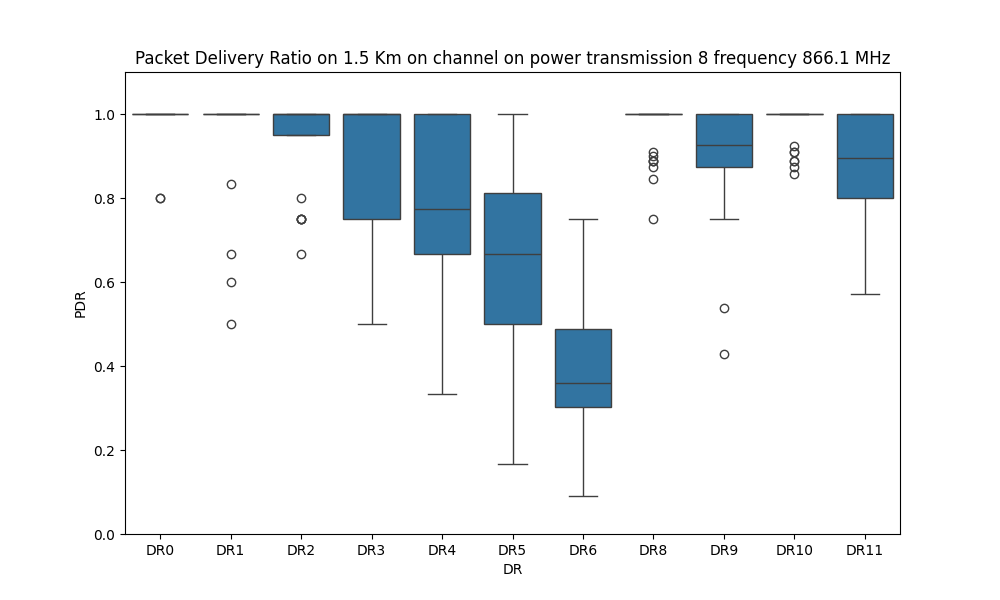 Packet Delivery Ratio on 1.5 Km on channel on power transmission 8 frequency 866.1 MHz
1.0
0.8
0.6
0.4
0.2
0.0
PDR
DR0 DR1 DR2 DR3 DR4 DR5 DR6 DR8 DR9 DR10 DR11
DR